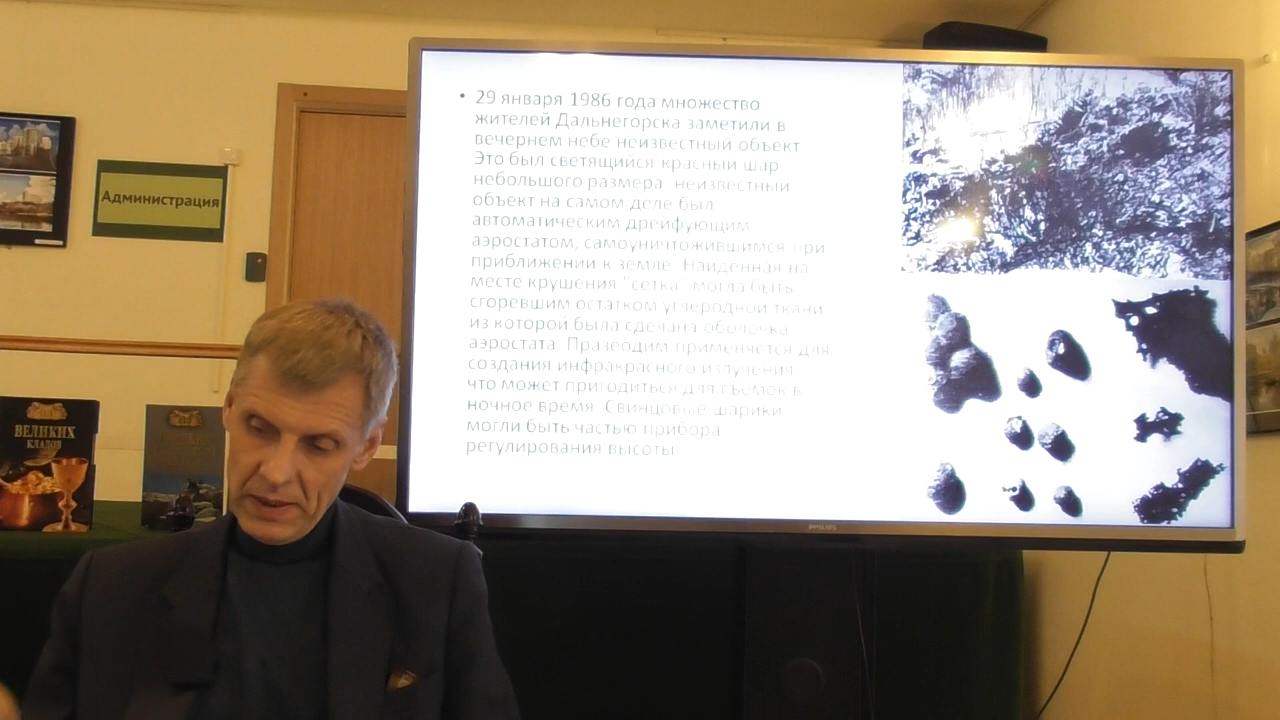 Администрация
ВЕЛИКИХ
КЛАДОВ
• 29 января 1986 года множество
жителей Дальнегорска заметили в
вечернем небе неизвестный объект
Это был светящийся красный шар
небольшого размера неизвестный
объект на самом деле был
автоматическим дрейфующим
аэростатом, самоуничтожившимся при
приближении к земле. Найденная на
месте крушения "сетка" могла быть
сгоревшим остатком углеродной ткани
из которой была сделана оболочка
аэростата. Празеодим применяется для
создания инфракрасного излучения
что может пригодиться для съемок в
ночное время. Свинцовые шарики
могли быть частью прибора
регулирования высоты
PHILIPS